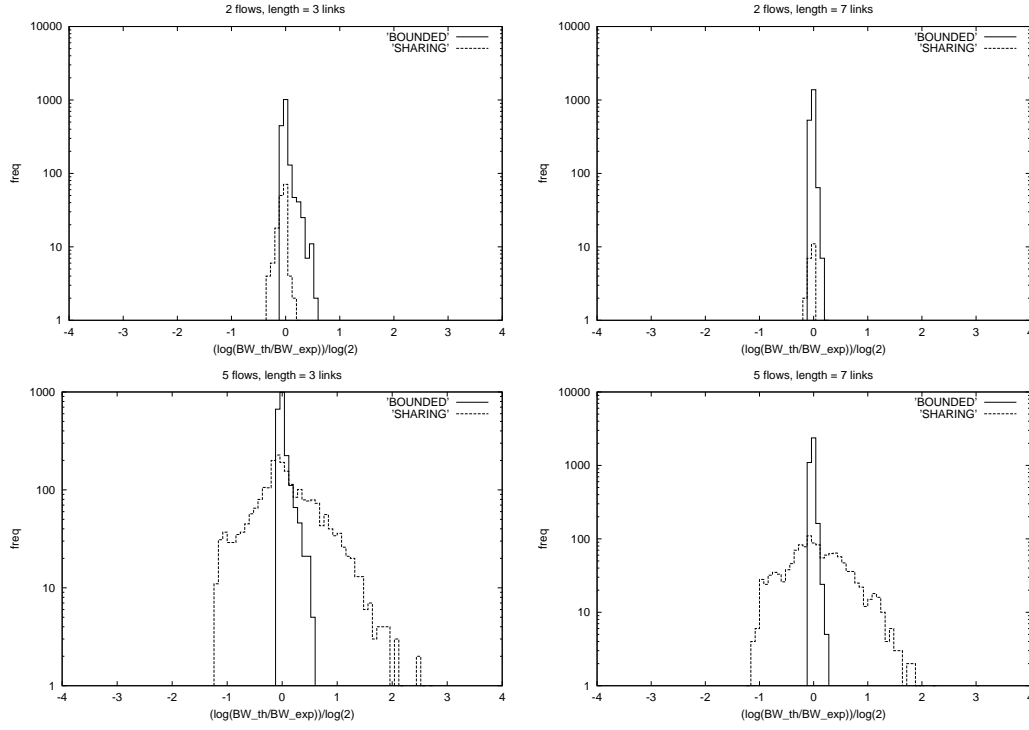 2 flows, length = 3 links
10000
1000
100
10
1
freq
'BOUNDED'
'SHARING'
-4 -3 -2 -1 0 1 2 3 4
(log(BW_th/BW_exp))/log(2)
2 flows, length = 7 links
10000
1000
100
10
1
freq
'BOUNDED'
'SHARING'
-4 -3 -2 -1 0 1 2 3 4
(log(BW_th/BW_exp))/log(2)
5 flows, length = 3 links
1000
100
10
1
freq
'BOUNDED'
'SHARING'
-4 -3 -2 -1 0 1 2 3 4
(log(BW_th/BW_exp))/log(2)
5 flows, length = 7 links
10000
1000
100
10
1
freq
'BOUNDED'
'SHARING'
-4 -3 -2 -1 0 1 2 3 4
(log(BW_th/BW_exp))/log(2)